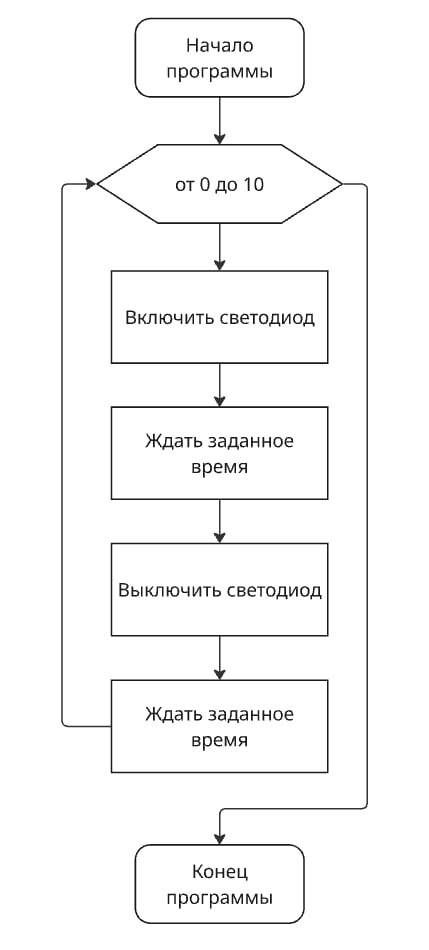 Начало
программы
от 0 до 10
Включить светодиод
Ждать заданное
время
Выключить светодиод
Ждать заданное
время
Конец
программы